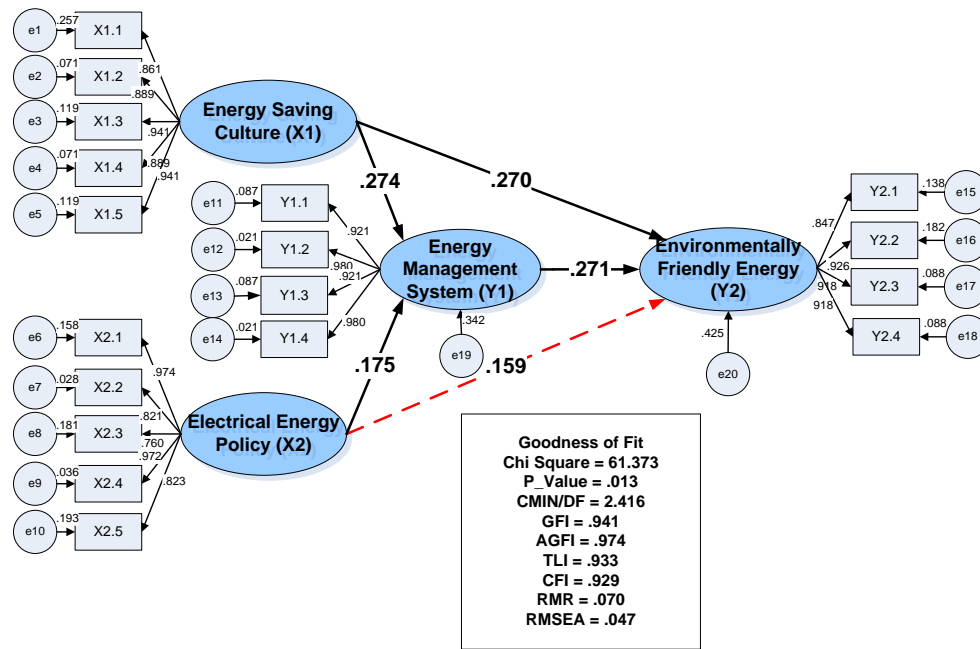 e1
.257
X1.1
e2
.071
X1.2
e3
.119
X1.3
e4
.071
X1.4
e5
.119
X1.5
.861
.889
.941
.889
.941
Energy Saving
Culture (X1)
.274
.270
e11
.087
Y1.1
e12
.021
Y1.2
e13
.087
Y1.3
e14
.021
Y1.4
.921
.980
.921
.980
Energy
Management
System (Y1)
.271
.342
e19
Environmentally
Friendly Energy
(Y2)
.425
e20
.847
.926
.918
.918
Y2.1
.138
e15
Y2.2
.182
e16
Y2.3
.088
e17
Y2.4
.088
e18
e6
.158
X2.1
e7
.028
X2.2
e8
.181
X2.3
e9
.036
X2.4
e10
.193
X2.5
.974
.821
.760
.972
.823
Electrical Energy
Policy (X2)
.175
.159
Goodness of Fit
Chi Square = 61.373
P_Value = .013
CMIN/DF = 2.416
GFI = .941
AGFI = .974
TLI = .933
CFI = .929
RMR = .070
RMSEA = .047